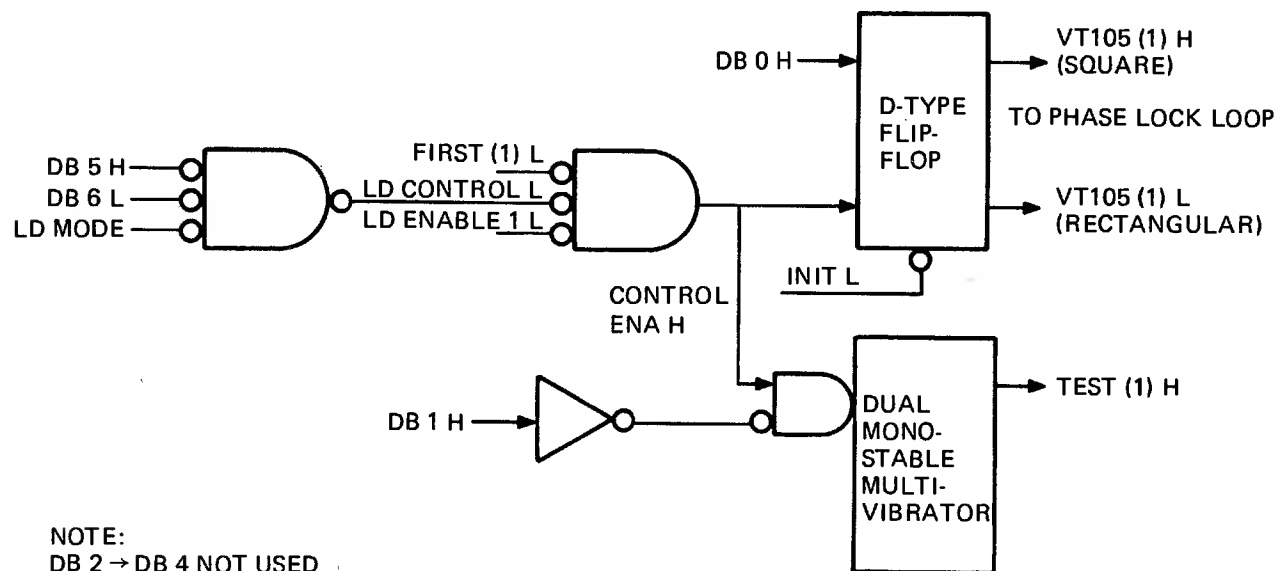 DB 0 H
VT105 (1) H
(SQUARE)
D-TYPE
FLIP-
FLOP
TO PHASE LOCK LOOP
DB 5 H
DB 6 L
LD MODE
FIRST (1) L
LD CONTROL L
LD ENABLE 1 L
VT105 (1) L
(RECTANGULAR)
INIT L
CONTROL
ENA H
DB 1 H
DUAL
MONO-
STABLE
MULTI-
VIBRATOR
TEST (1) H
NOTE:
DB 2 → DB 4 NOT USED